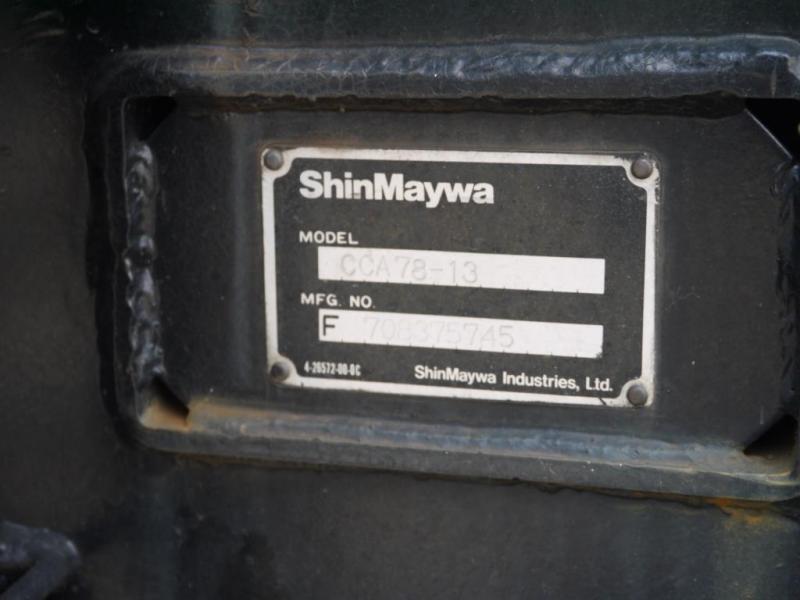 ShinMaywa
MODEL
CCA78-13
MFG. NO.
F 708375745
4-26572-00-0C
ShinMaywa Industries, Ltd.